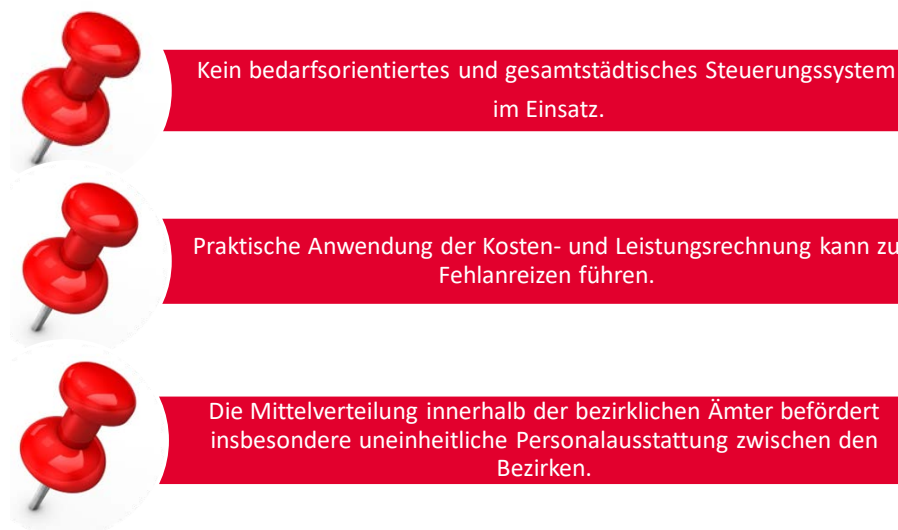 Kein bedarfsorientiertes und gesamtstädtisches Steuerungssystem
im Einsatz.
Praktische Anwendung der Kosten- und Leistungsrechnung kann zu
Fehlanreizen führen.
Die Mittelverteilung innerhalb der bezirklichen Ämter befördert
insbesondere uneinheitliche Personalausstattung zwischen den
Bezirken.